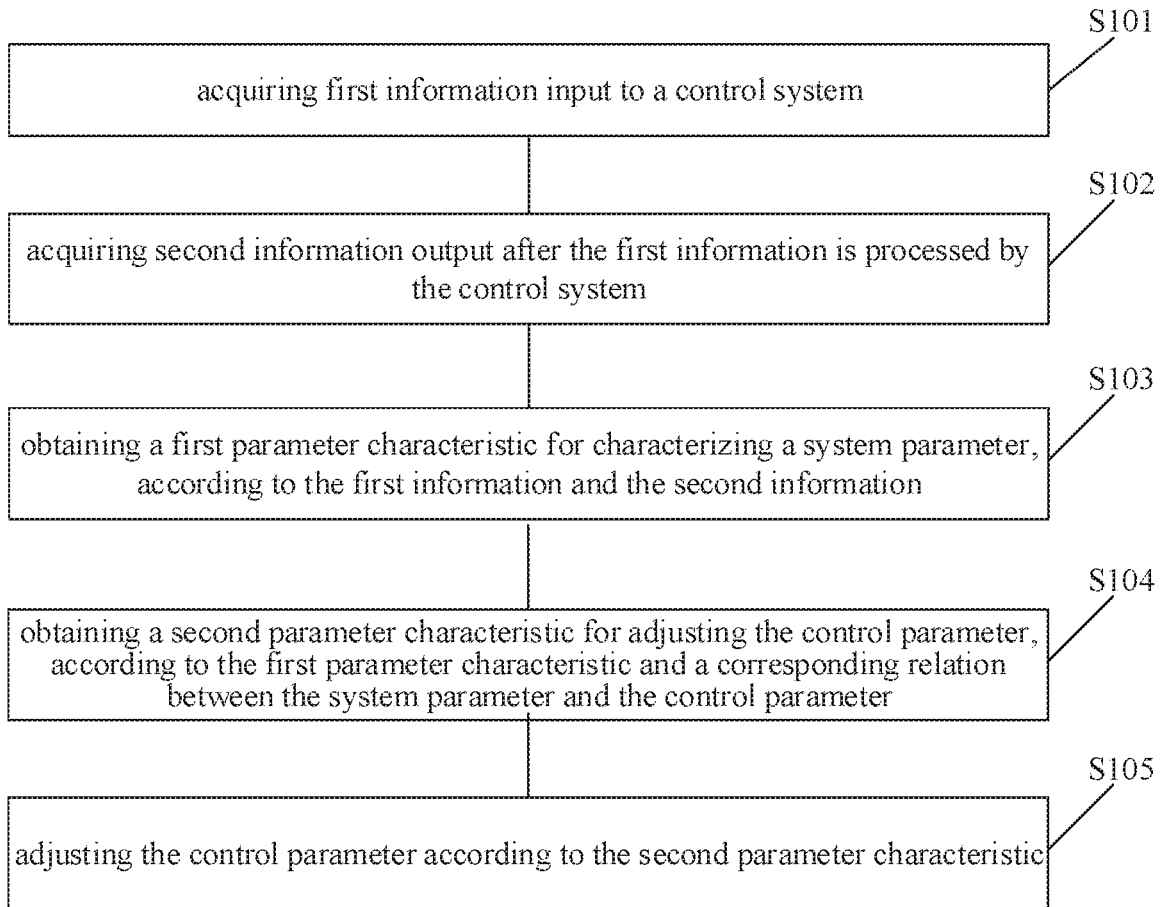 S101
acquiring first information input to a control system
S102
acquiring second information output after the first information is processed by
the control system
S103
obtaining a first parameter characteristic for characterizing a system parameter,
according to the first information and the second information
S104
obtaining a second parameter characteristic for adjusting the control parameter,
according to the first parameter characteristic and a corresponding relation
between the system parameter and the control parameter
S105
adjusting the control parameter according to the second parameter characteristic